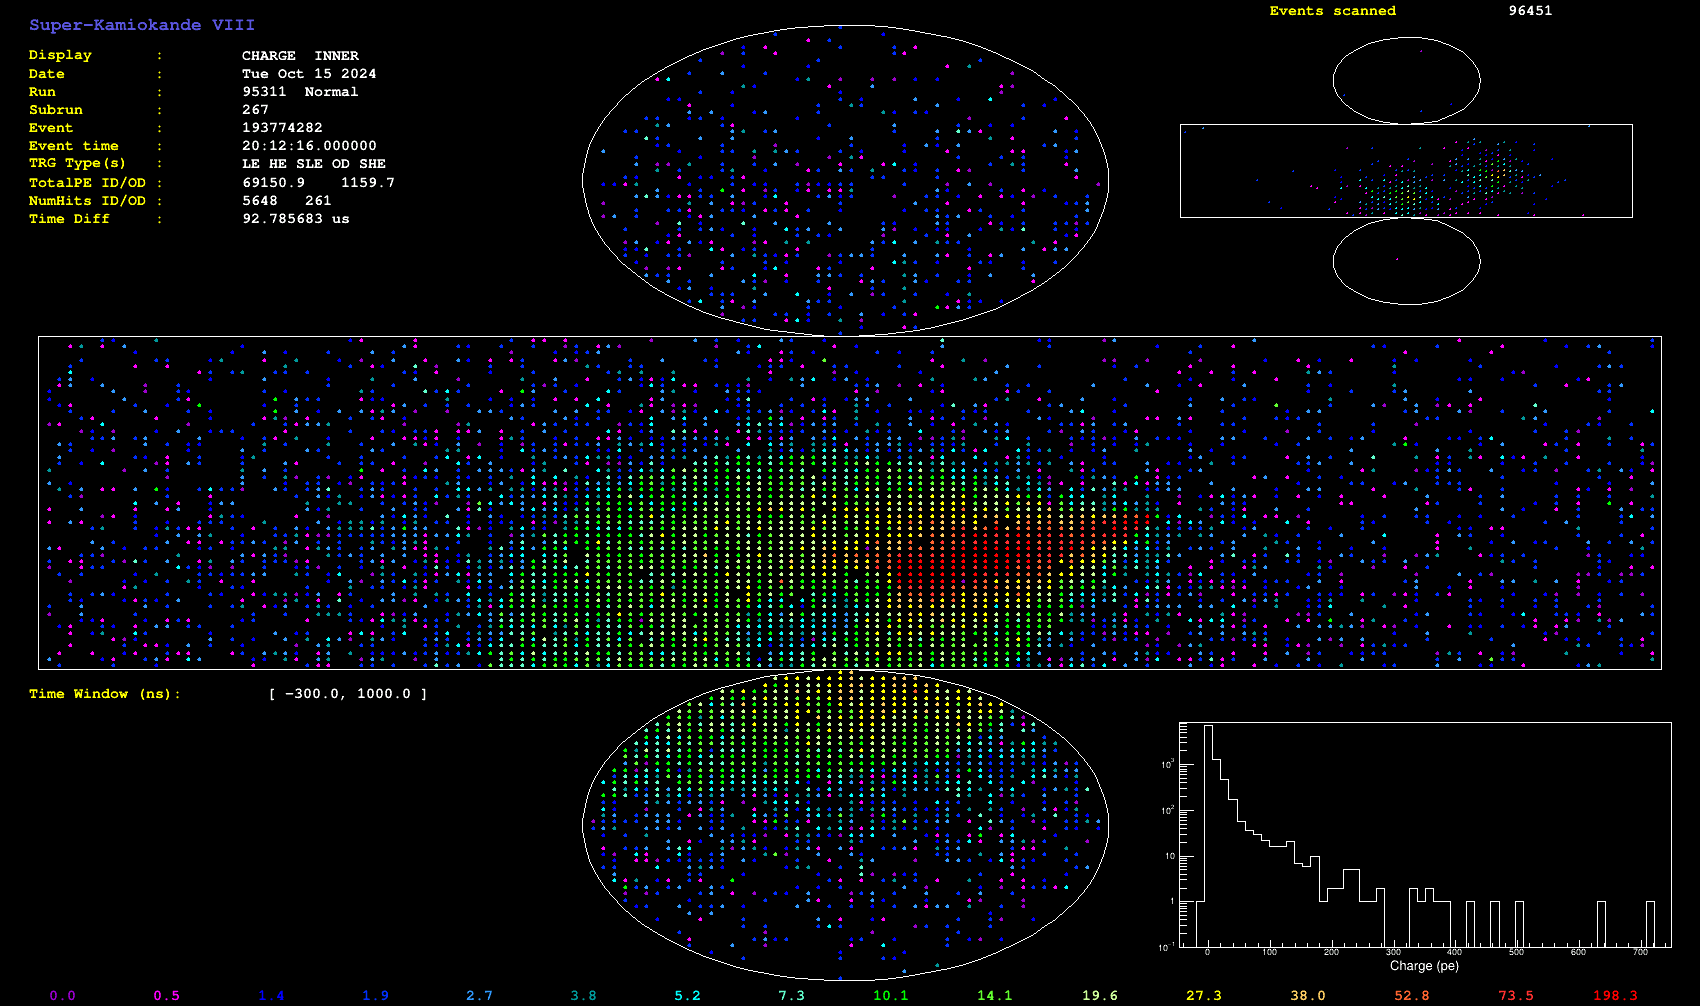 Super-Kamiokande VIII
Display : CHARGE INNER
Date : Tue Oct 15 2024
Run : 95311 Normal
Subrun : 267
Event : 193774282
Event time : 20:12:16.000000
TRG Type(s) : LE HE SLE OD SHE
TotalPE ID/OD : 69150.9 1159.7
NumHits ID/OD : 5648 261
Time Diff : 92.785683 us
Events scanned 96451
Time Window (ns): [ -300.0, 1000.0 ]
10³
10²
10
1
10⁻¹
0 100 200 300 400 500 600 700
Charge (pe)
0.0 0.5 1.4 1.9 2.7 3.8 5.2 7.3 10.1 14.1 19.6 27.3 38.0 52.8 73.5 198.3